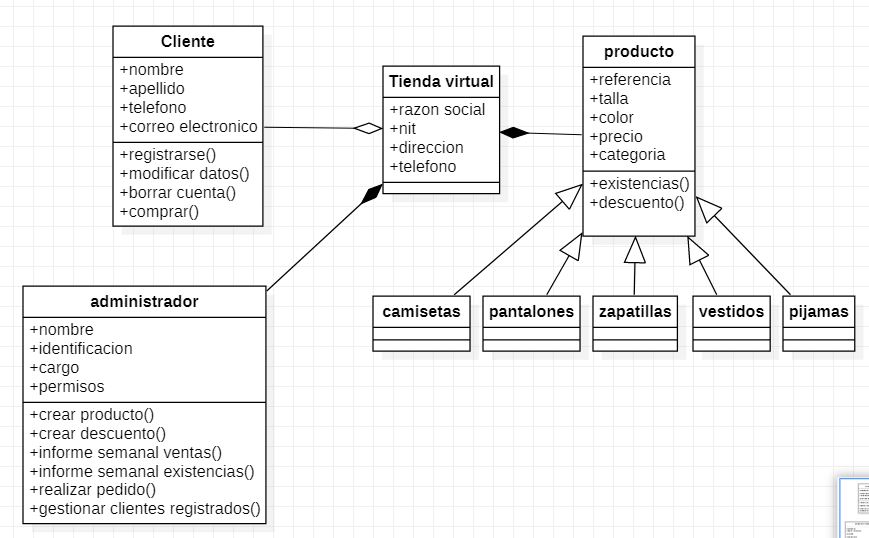 Cliente
+nombre
+apellido
+telefono
+correo electronico
+registrarse()
+modificar datos()
+borrar cuenta()
+comprar()
Tienda virtual
+razon social
+nit
+direccion
+telefono
producto
+referencia
+talla
+color
+precio
+categoria
+existencias()
+descuento()
administrador
+nombre
+identificacion
+cargo
+permisos
+crear producto()
+crear descuento()
+informe semanal ventas()
+informe semanal existencias()
+realizar pedido()
+gestionar clientes registrados()
camisetas
pantalones
zapatillas
vestidos
pijamas